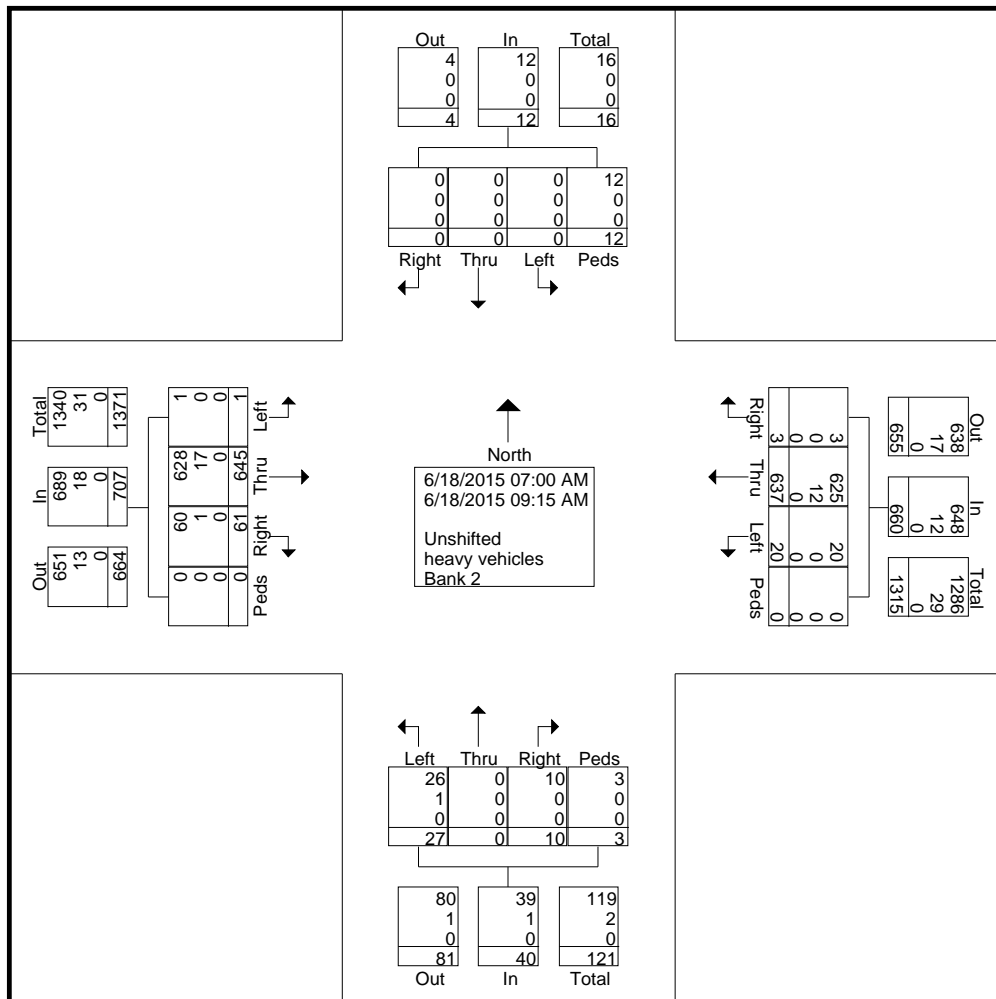 Out In Total
4 12 16
0 0 0
0 0 0
4 12 16
0 0 0 12
0 0 0 0
0 0 0 0
0 0 0 12
Right Thru Left Peds
Total
1340 31 0 1371
In
689 18 0 707
Out
651 13 0 664
1 0 0 1
Left
628 17 0 645
Thru
60 1 0 61
Right
0 0 0 0
Peds
North
6/18/2015 07:00 AM
6/18/2015 09:15 AM
Unshifted
heavy vehicles
Bank 2
Right
3 0 0 3
Thru
625 12 0 637
Left
20 0 0 20
Peds
0 0 0 0
Out
638 17 0 655
In
648 12 0 660
Total
1286 29 0 1315
Left Thru Right Peds
26 0 10 3
1 0 0 0
0 0 0 0
27 0 10 3
80 39 119
1 1 2
0 0 0
81 40 121
Out In Total